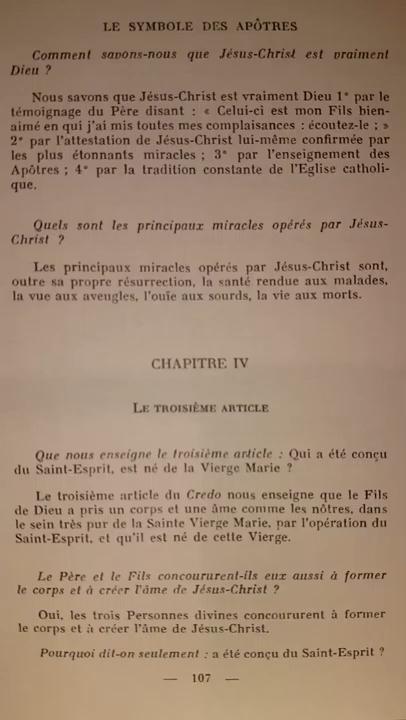 LE SYMBOLE DES APÔTRES
Comment savons-nous que Jésus-Christ est vraiment
Dieu ?
Nous savons que Jésus-Christ est vraiment Dieu 1° par le
témoignage du Père disant : « Celui-ci est mon Fils bien-
aimé en qui j'ai mis toutes mes complaisances : écoutez-le ; »
2° par l'attestation de Jésus-Christ lui-même confirmée par
les plus étonnants miracles ; 3° par l'enseignement des
Apôtres ; 4° par la tradition constante de l'Eglise catholi-
que.
Quels sont les principaux miracles opérés par Jésus-
Christ ?
Les principaux miracles opérés par Jésus-Christ sont,
outre sa propre résurrection, la santé rendue aux malades,
la vue aux aveugles, l'ouïe aux sourds, la vie aux morts.
CHAPITRE IV
LE TROISIÈME ARTICLE
Que nous enseigne le troisième article : Qui a été conçu
du Saint-Esprit, est né de la Vierge Marie ?
Le troisième article du Credo nous enseigne que le Fils
de Dieu a pris un corps et une âme comme les nôtres, dans
le sein très pur de la Sainte Vierge Marie, par l'opération du
Saint-Esprit, et qu'il est né de cette Vierge.
Le Père et le Fils concoururent-ils eux aussi à former
le corps et à créer l'âme de Jésus-Christ ?
Oui, les trois Personnes divines concoururent à former
le corps et à créer l'âme de Jésus-Christ.
Pourquoi dit-on seulement : a été conçu du Saint-Esprit ?
— 107 —